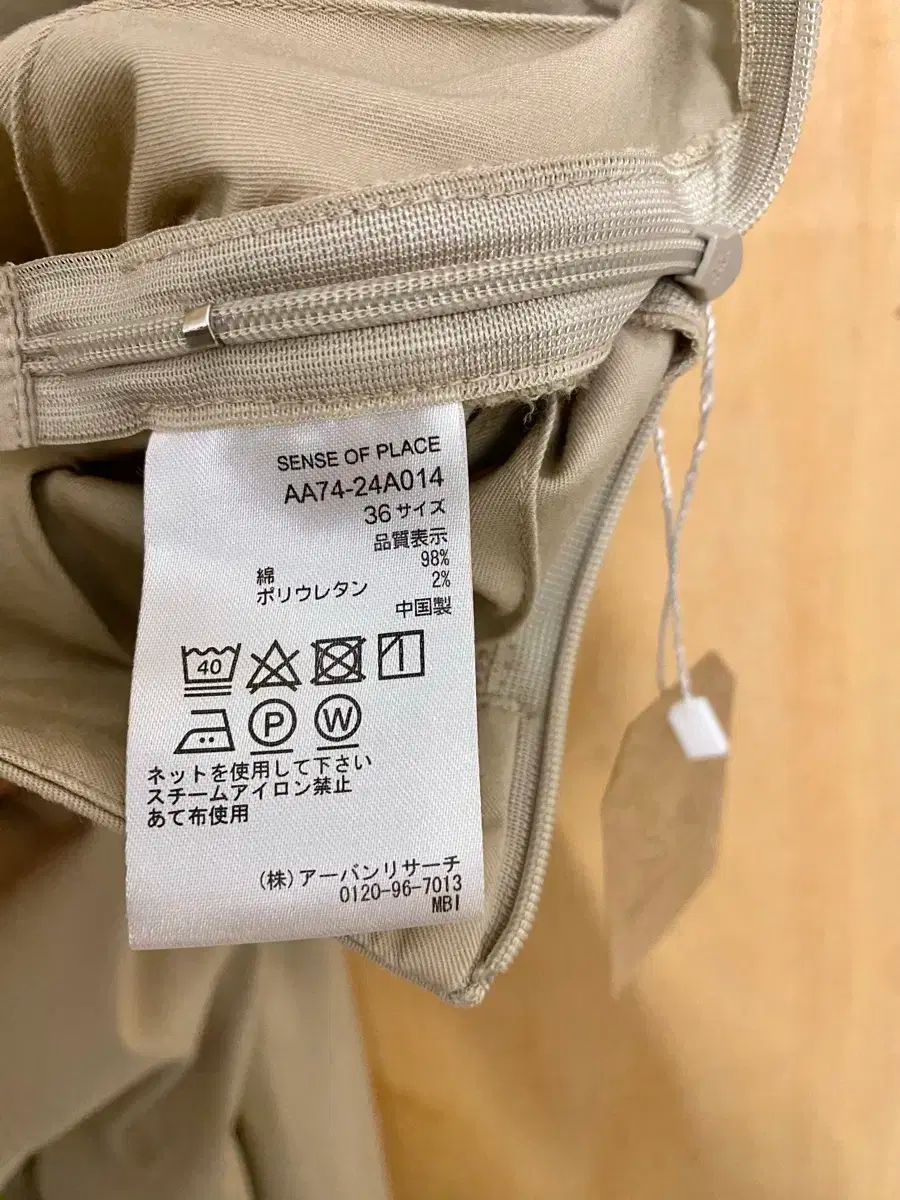 SENSE OF PLACE
AA74-24A014
36サイズ
品質表示
綿 98%
ポリウレタン 2%
中国製
40
P W
ネットを使用して下さい
スチームアイロン禁止
あて布使用
(株)アーバンリサーチ
0120-96-7013
MBI